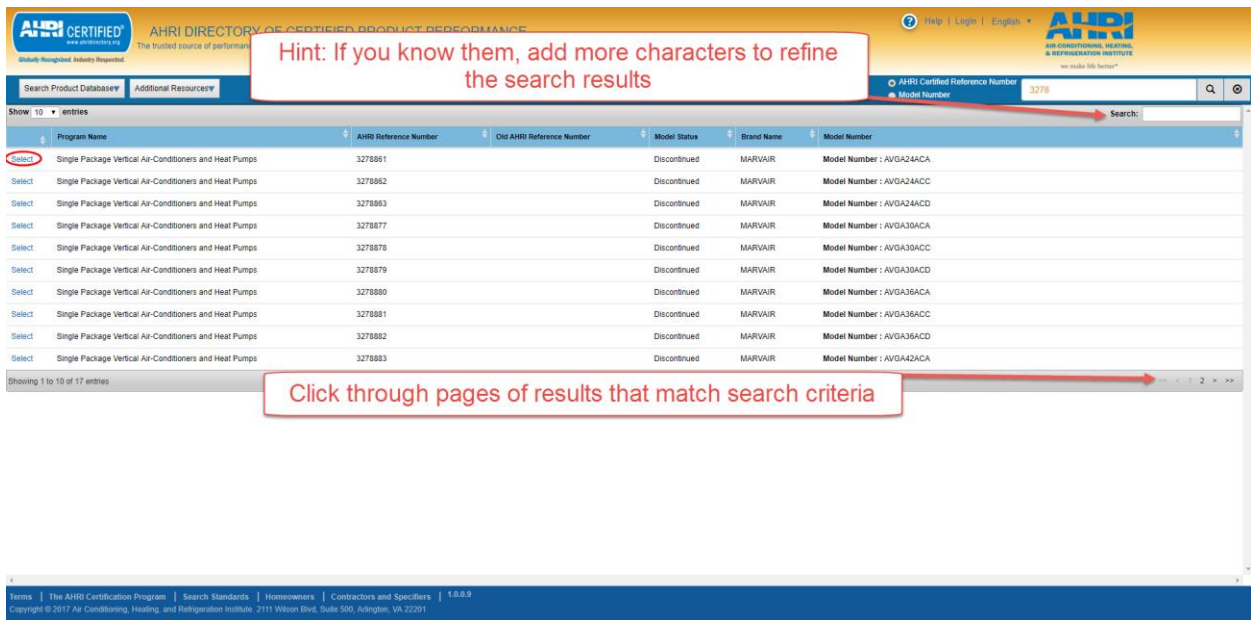 AHRI CERTIFIED®
www.ahridirectory.org
Globally Recognized. Industry Respected.
AHRI DIRECTORY OF CERTIFIED PRODUCT PERFORMANCE
The trusted source of performan
Help | Login | English
AHRI
AIR-CONDITIONING, HEATING,
& REFRIGERATION INSTITUTE
we make life better®
Hint: If you know them, add more characters to refine
the search results
Search Product Database
Additional Resources
AHRI Certified Reference Number
Model Number
3278
Show 10 entries
Search:
Program Name AHRI Reference Number Old AHRI Reference Number Model Status Brand Name Model Number
Select Single Package Vertical Air-Conditioners and Heat Pumps 3278861 Discontinued MARVAIR Model Number : AVGA24ACA
Select Single Package Vertical Air-Conditioners and Heat Pumps 3278862 Discontinued MARVAIR Model Number : AVGA24ACC
Select Single Package Vertical Air-Conditioners and Heat Pumps 3278863 Discontinued MARVAIR Model Number : AVGA24ACD
Select Single Package Vertical Air-Conditioners and Heat Pumps 3278877 Discontinued MARVAIR Model Number : AVGA30ACA
Select Single Package Vertical Air-Conditioners and Heat Pumps 3278878 Discontinued MARVAIR Model Number : AVGA30ACC
Select Single Package Vertical Air-Conditioners and Heat Pumps 3278879 Discontinued MARVAIR Model Number : AVGA30ACD
Select Single Package Vertical Air-Conditioners and Heat Pumps 3278880 Discontinued MARVAIR Model Number : AVGA36ACA
Select Single Package Vertical Air-Conditioners and Heat Pumps 3278881 Discontinued MARVAIR Model Number : AVGA36ACC
Select Single Package Vertical Air-Conditioners and Heat Pumps 3278882 Discontinued MARVAIR Model Number : AVGA36ACD
Select Single Package Vertical Air-Conditioners and Heat Pumps 3278883 Discontinued MARVAIR Model Number : AVGA42ACA
Showing 1 to 10 of 17 entries
<< < 1 2 > >>
Click through pages of results that match search criteria
Terms | The AHRI Certification Program | Search Standards | Homeowners | Contractors and Specifiers | 1.0.0.9
Copyright © 2017 Air Conditioning, Heating, and Refrigeration Institute. 2111 Wilson Blvd, Suite 500, Arlington, VA 22201